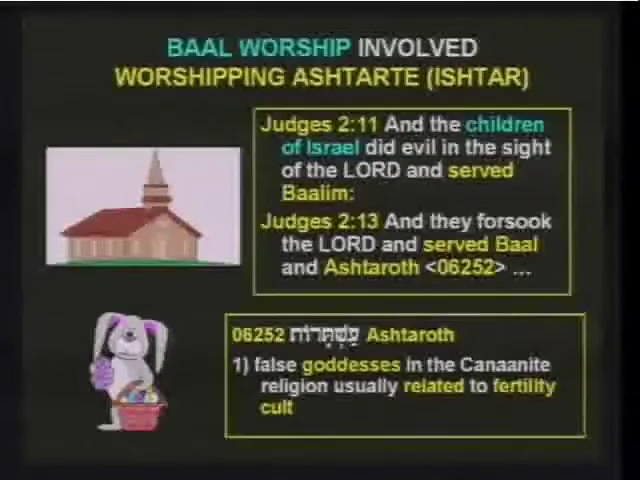 BAAL WORSHIP INVOLVED
WORSHIPPING ASHTARTE (ISHTAR)
Judges 2:11 And the children
of Israel did evil in the sight
of the LORD and served
Baalim:
Judges 2:13 And they forsook
the LORD and served Baal
and Ashtaroth <06252> ...
06252 עַשְׁתָּרוֹת Ashtaroth
1) false goddesses in the Canaanite
religion usually related to fertility
cult